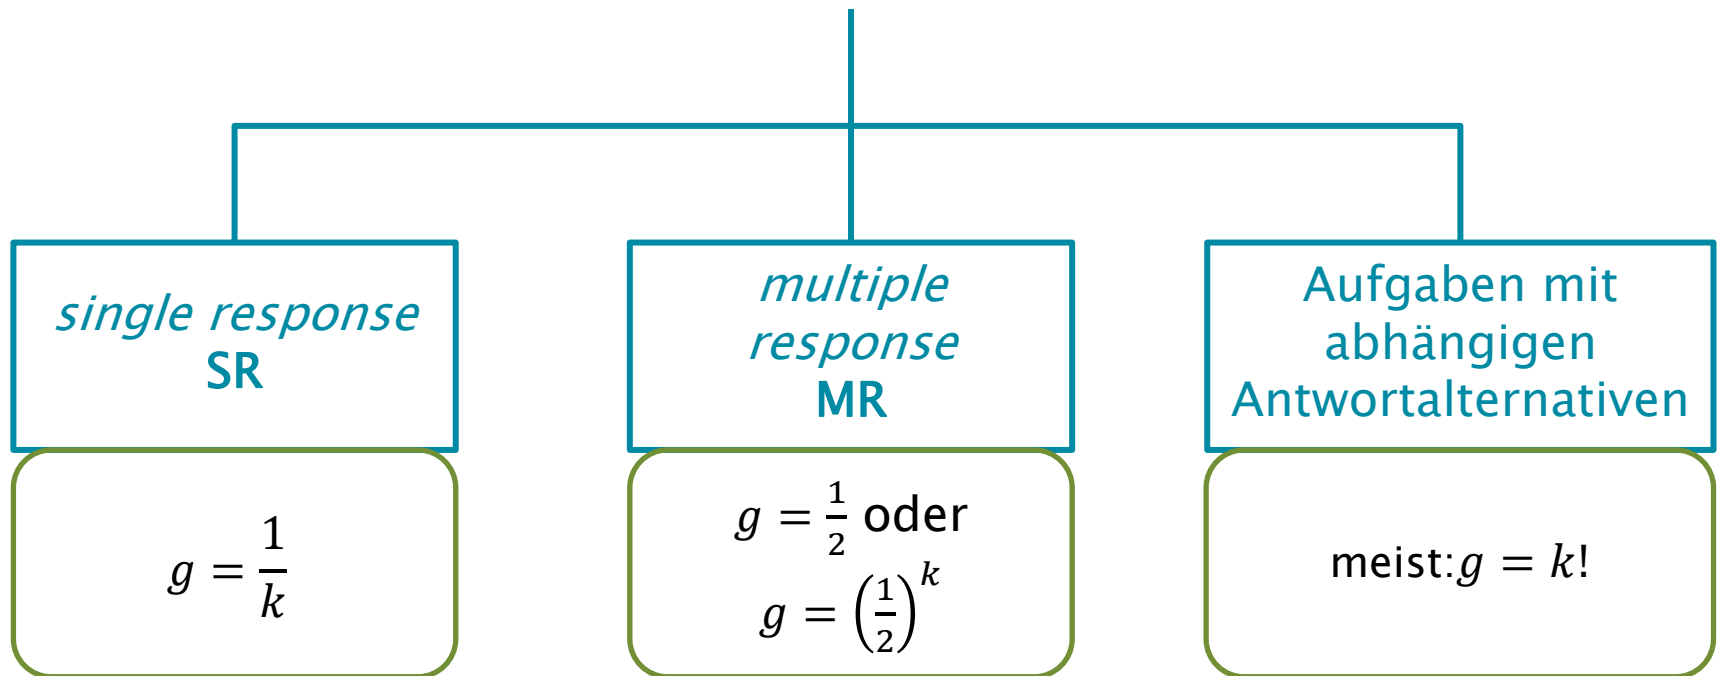 single response
SR
g = 1/k
multiple
response
MR
g = 1/2 oder
g = (1/2)^k
Aufgaben mit
abhängigen
Antwortalternativen
meist:g = k!